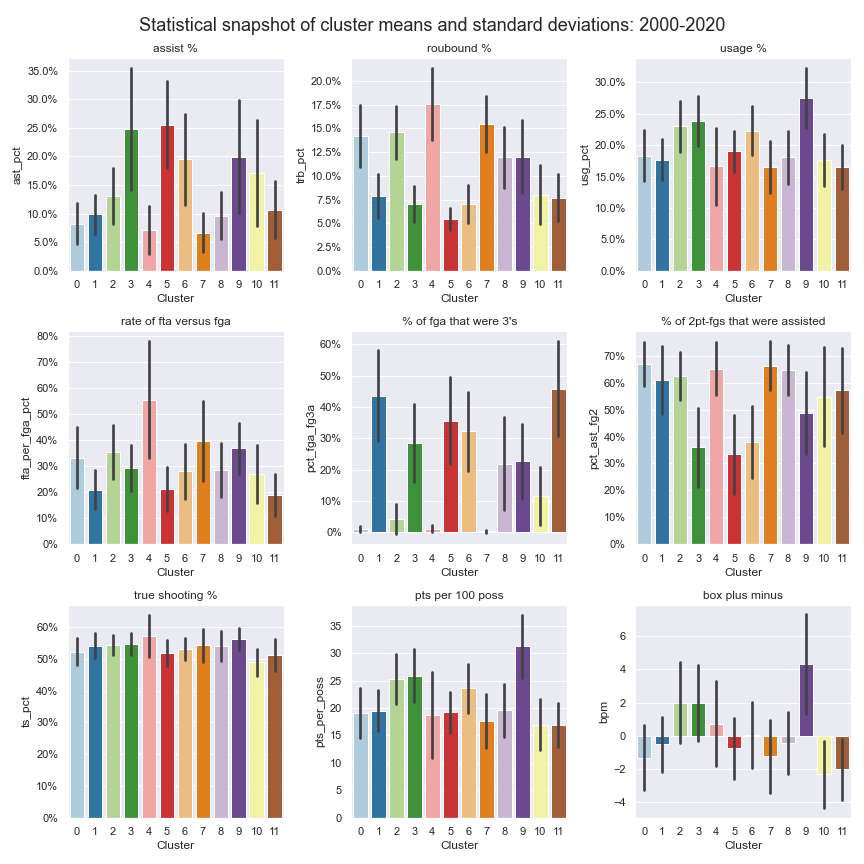 Statistical snapshot of cluster means and standard deviations: 2000-2020
assist %
35.0%
30.0%
25.0%
20.0%
15.0%
10.0%
5.0%
0.0%
ast_pct
0 1 2 3 4 5 6 7 8 9 10 11
Cluster
roubound %
20.0%
17.5%
15.0%
12.5%
10.0%
7.5%
5.0%
2.5%
0.0%
trb_pct
0 1 2 3 4 5 6 7 8 9 10 11
Cluster
usage %
30.0%
25.0%
20.0%
15.0%
10.0%
5.0%
0.0%
usg_pct
0 1 2 3 4 5 6 7 8 9 10 11
Cluster
rate of fta versus fga
80%
70%
60%
50%
40%
30%
20%
10%
0%
fta_per_fga_pct
0 1 2 3 4 5 6 7 8 9 10 11
Cluster
% of fga that were 3's
60%
50%
40%
30%
20%
10%
0%
pct_fga_fg3a
0 1 2 3 4 5 6 7 8 9 10 11
Cluster
% of 2pt-fgs that were assisted
70%
60%
50%
40%
30%
20%
10%
0%
pct_ast_fg2
0 1 2 3 4 5 6 7 8 9 10 11
Cluster
true shooting %
60%
50%
40%
30%
20%
10%
0%
ts_pct
0 1 2 3 4 5 6 7 8 9 10 11
Cluster
pts per 100 poss
35
30
25
20
15
10
5
0
pts_per_poss
0 1 2 3 4 5 6 7 8 9 10 11
Cluster
box plus minus
6
4
2
0
−2
−4
bpm
0 1 2 3 4 5 6 7 8 9 10 11
Cluster